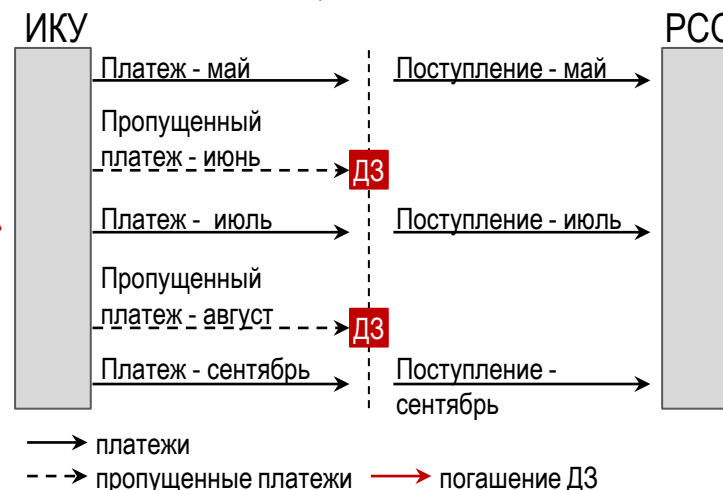 ИКУ
РСО
Платеж - май
Поступление - май
Пропущенный
платеж - июнь
ДЗ
Платеж - июль
Поступление - июль
Пропущенный
платеж - август
ДЗ
Платеж - сентябрь
Поступление -
сентябрь
платежи
пропущенные платежи
погашение ДЗ